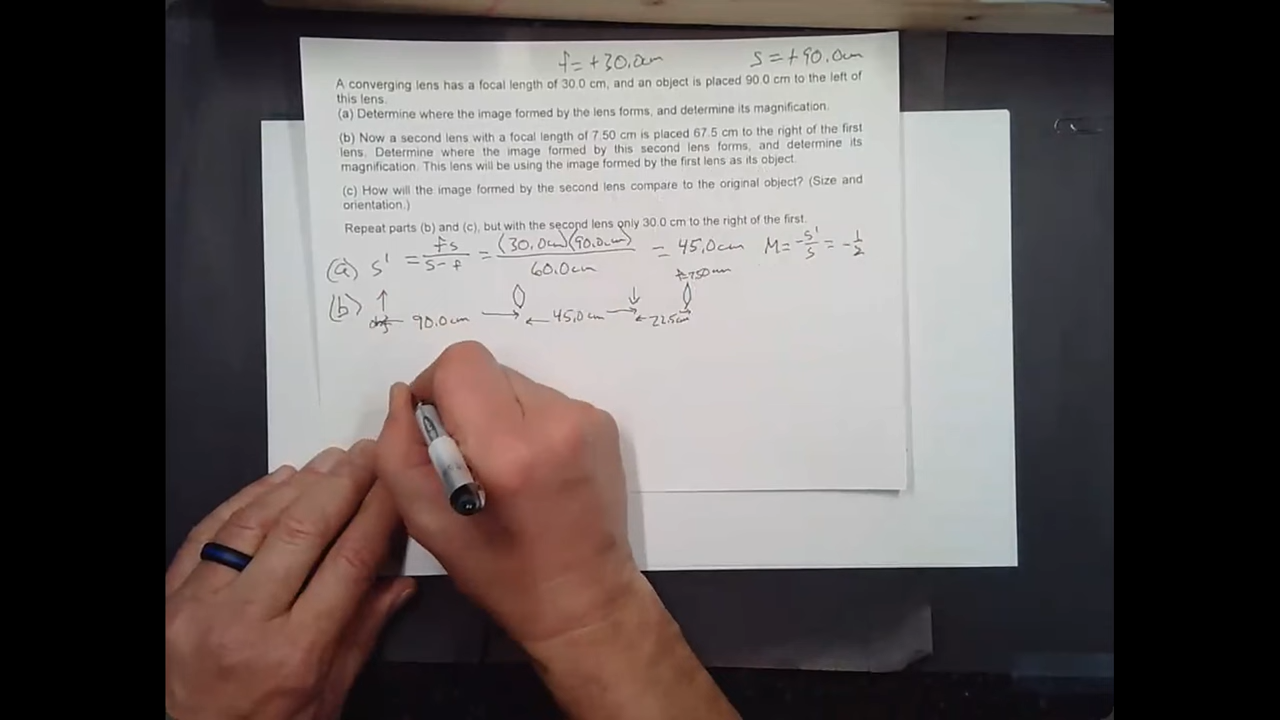 f = +30.0cm s = +90.0cm
A converging lens has a focal length of 30.0 cm, and an object is placed 90.0 cm to the left of
this lens.
(a) Determine where the image formed by the lens forms, and determine its magnification.
(b) Now a second lens with a focal length of 7.50 cm is placed 67.5 cm to the right of the first
lens. Determine where the image formed by this second lens forms, and determine its
magnification. This lens will be using the image formed by the first lens as its object.
(c) How will the image formed by the second lens compare to the original object? (Size and
orientation.)
Repeat parts (b) and (c), but with the second lens only 30.0 cm to the right of the first.
(a) s' = fs/(s-f) = (30.0cm)(90.0cm)/60.0cm = 45.0cm M = -s'/s = -1/2
(b) obj 90.0cm 45.0cm 22.5cm